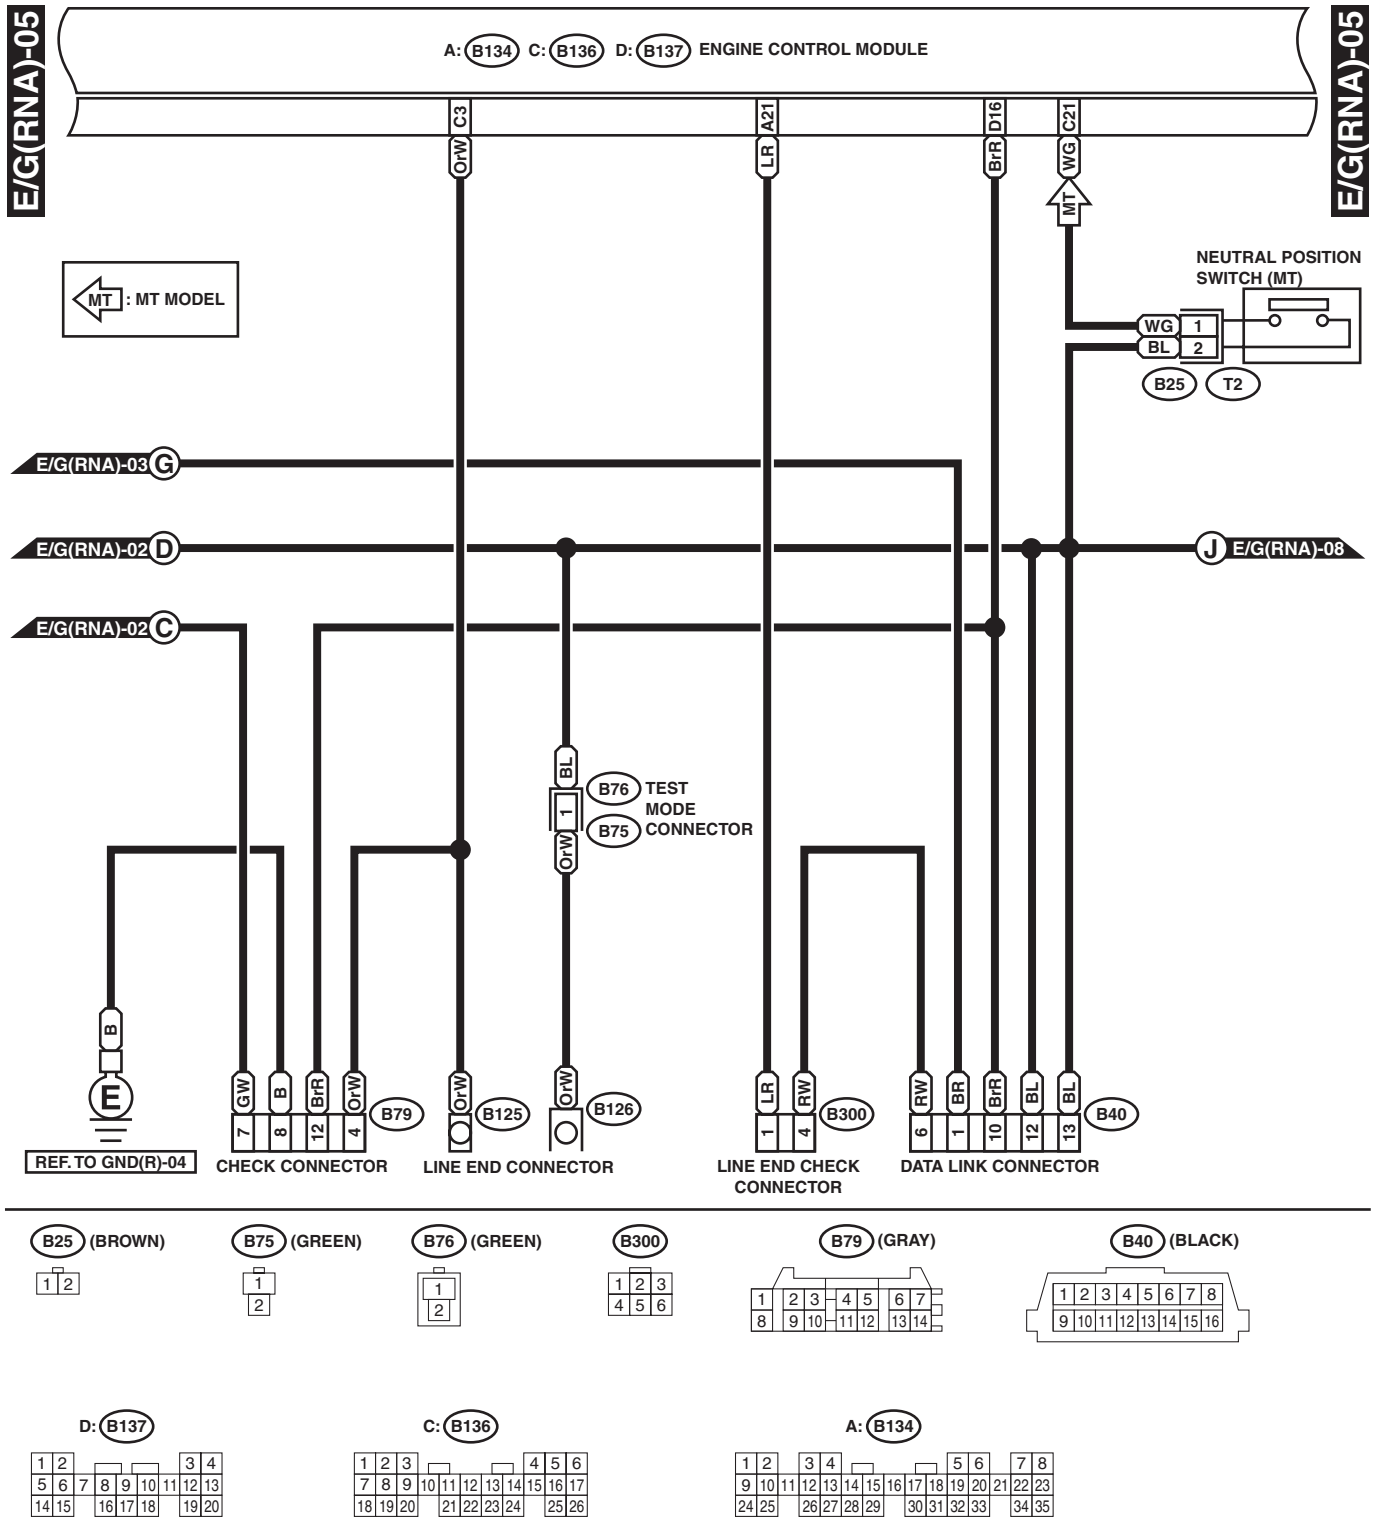 E/G(RNA)-05
E/G(RNA)-05
A: B134 C: B136 D: B137 ENGINE CONTROL MODULE
C3 A21 D16 C21
OrW LR BrR WG
MT
MT : MT MODEL
NEUTRAL POSITION
SWITCH (MT)
WG 1
BL 2
B25 T2
E/G(RNA)-03 G
E/G(RNA)-02 D
J E/G(RNA)-08
E/G(RNA)-02 C
BL
B76 TEST
1 MODE
B75 CONNECTOR
OrW
B
E
REF. TO GND(R)-04
GW B BrR OrW
7 8 12 4
B79
CHECK CONNECTOR
OrW
B125
OrW
B126
LINE END CONNECTOR
LR RW
1 4
B300
LINE END CHECK
CONNECTOR
RW BR BrR BL BL
6 1 10 12 13
B40
DATA LINK CONNECTOR
B25 (BROWN)
1 2
B75 (GREEN)
1
2
B76 (GREEN)
1
2
B300
1 2 3
4 5 6
B79 (GRAY)
1 2 3 4 5 6 7
8 9 10 11 12 13 14
B40 (BLACK)
1 2 3 4 5 6 7 8
9 10 11 12 13 14 15 16
D: B137
1 2 3 4
5 6 7 8 9 10 11 12 13
14 15 16 17 18 19 20
C: B136
1 2 3 4 5 6
7 8 9 10 11 12 13 14 15 16 17
18 19 20 21 22 23 24 25 26
A: B134
1 2 3 4 5 6 7 8
9 10 11 12 13 14 15 16 17 18 19 20 21 22 23
24 25 26 27 28 29 30 31 32 33 34 35